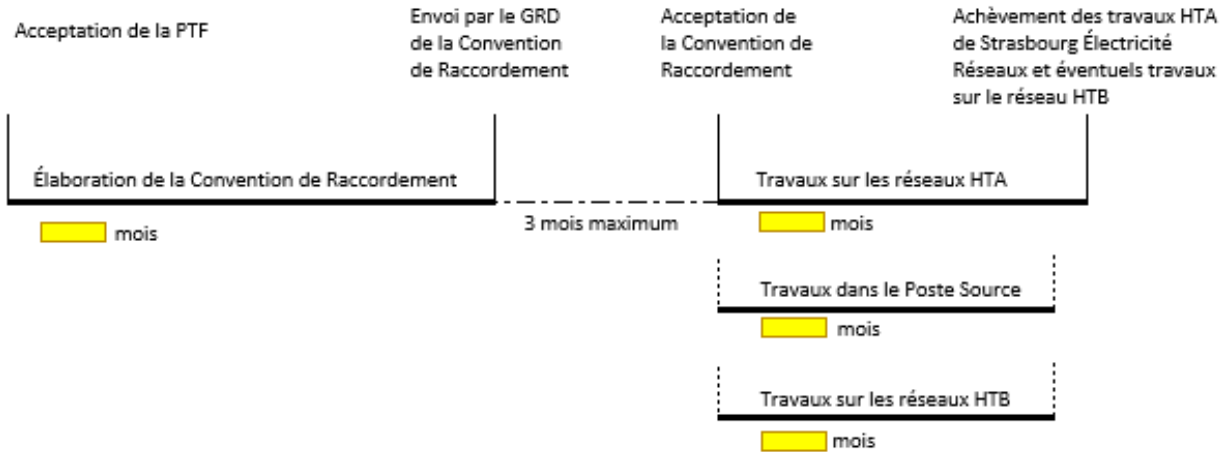 Acceptation de la PTF
Envoi par le GRD
de la Convention
de Raccordement
Acceptation de
la Convention de
Raccordement
Achèvement des travaux HTA
de Strasbourg Électricité
Réseaux et éventuels travaux
sur le réseau HTB
Élaboration de la Convention de Raccordement
Travaux sur les réseaux HTA
mois
3 mois maximum
mois
Travaux dans le Poste Source
mois
Travaux sur les réseaux HTB
mois